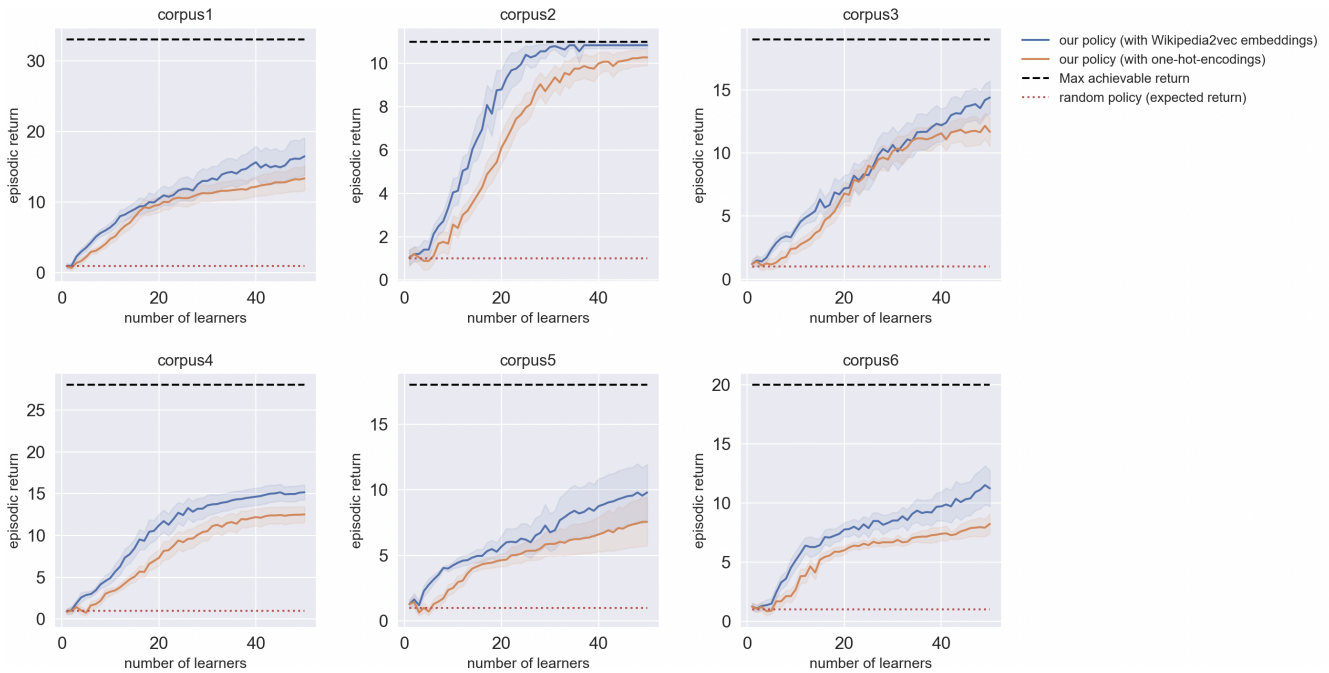 corpus1
corpus2
corpus3
30
20
10
0
episodic return
0
20
40
number of learners
10
8
6
4
2
0
episodic return
0
20
40
number of learners
15
10
5
0
episodic return
0
20
40
number of learners
our policy (with Wikipedia2vec embeddings)
our policy (with one-hot-encodings)
Max achievable return
random policy (expected return)
corpus4
corpus5
corpus6
25
20
15
10
5
0
episodic return
0
20
40
number of learners
15
10
5
0
episodic return
0
20
40
number of learners
20
15
10
5
0
episodic return
0
20
40
number of learners